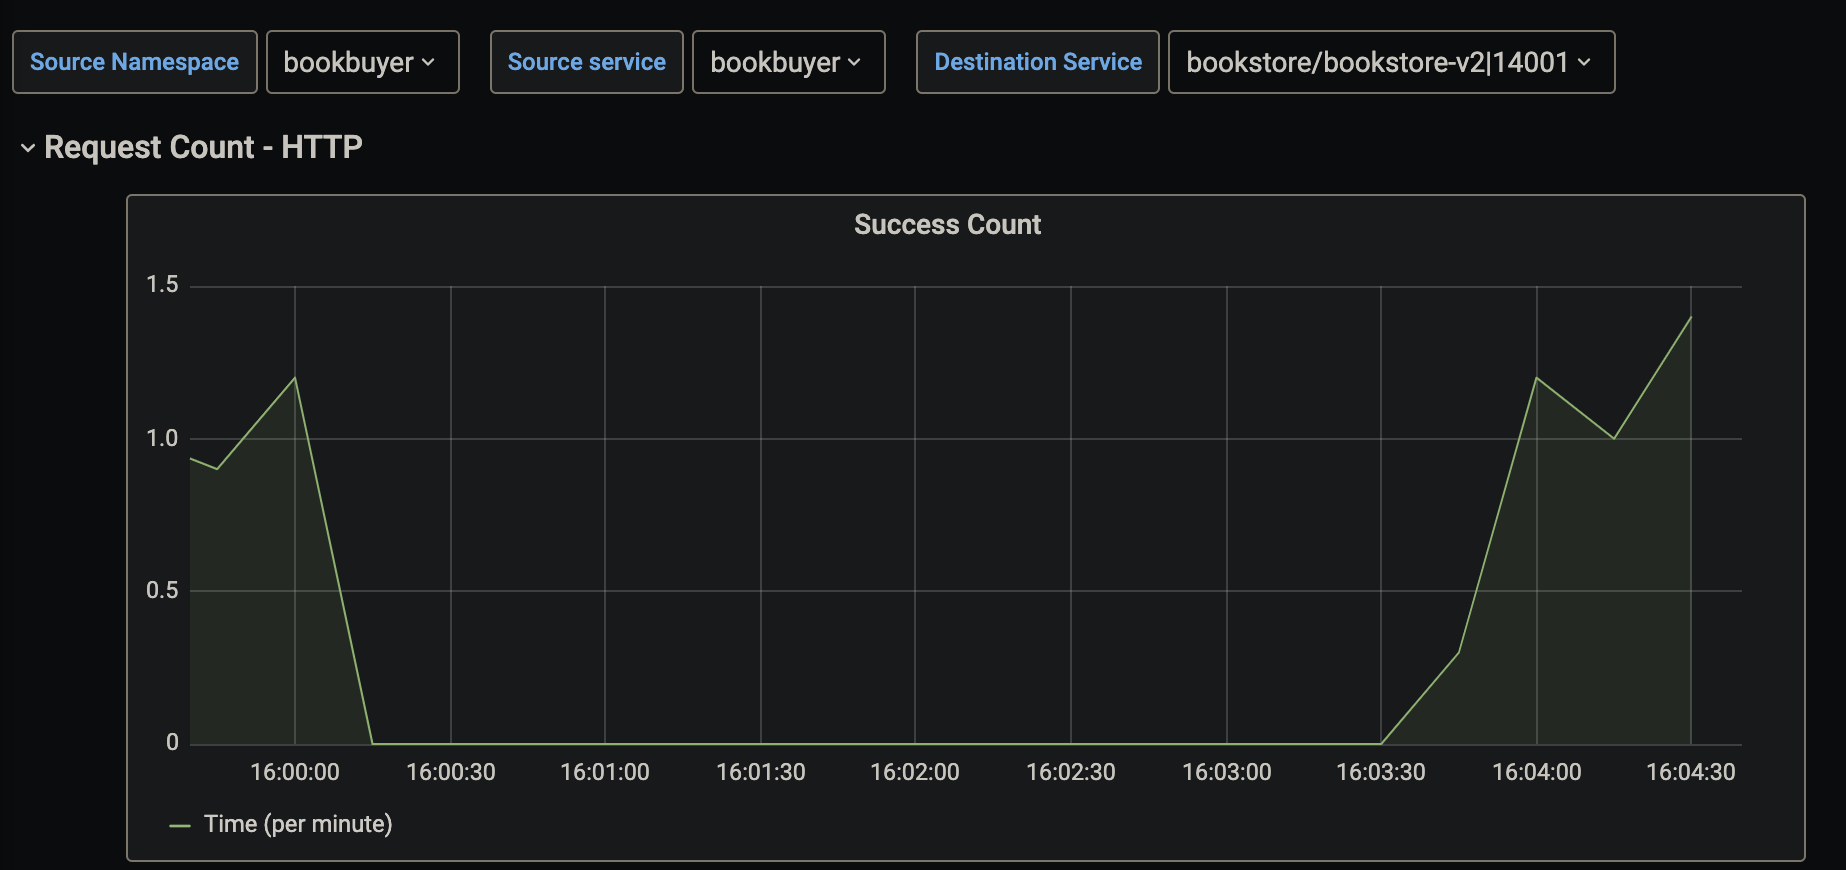 Source Namespace bookbuyer Source service bookbuyer Destination Service bookstore/bookstore-v2|14001
Request Count - HTTP
Success Count
1.5
1.0
0.5
0
16:00:00 16:00:30 16:01:00 16:01:30 16:02:00 16:02:30 16:03:00 16:03:30 16:04:00 16:04:30
Time (per minute)